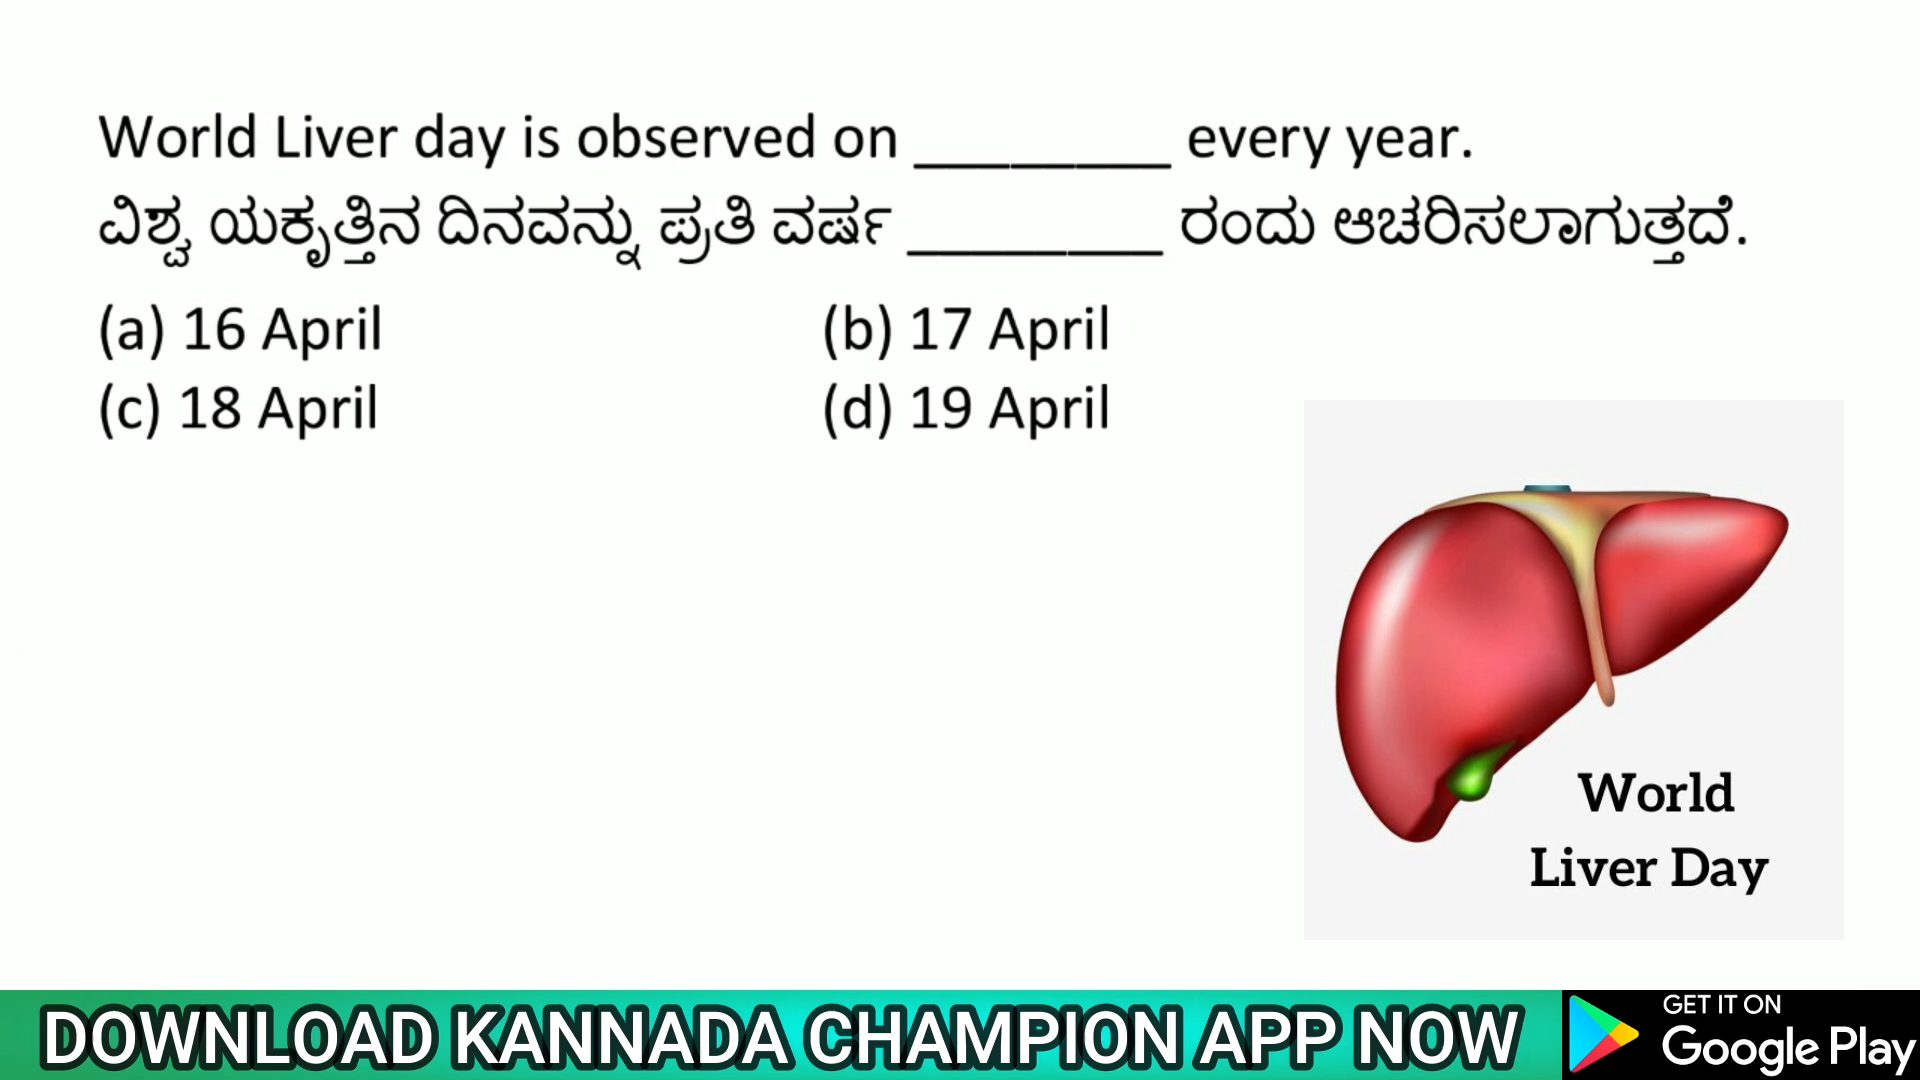 World Liver day is observed on ________ every year.
ವಿಶ್ವ ಯಕೃತ್ತಿನ ದಿನವನ್ನು ಪ್ರತಿ ವರ್ಷ ________ ರಂದು ಆಚರಿಸಲಾಗುತ್ತದೆ.
(a) 16 April (b) 17 April
(c) 18 April (d) 19 April
World
Liver Day
DOWNLOAD KANNADA CHAMPION APP NOW
GET IT ON
Google Play